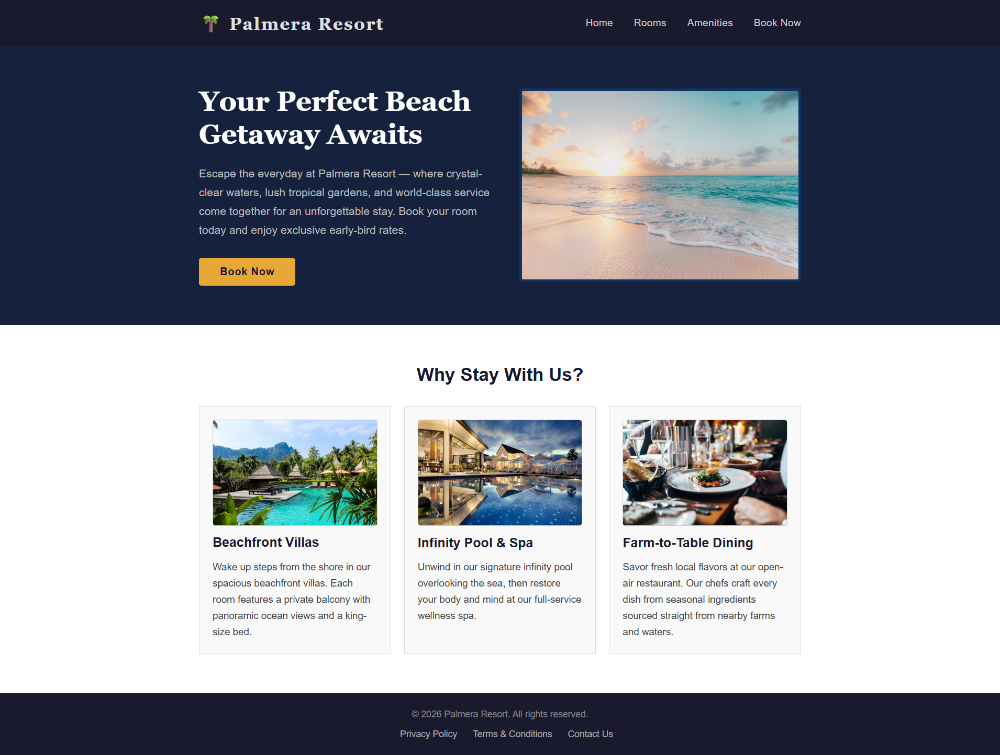 Palmera Resort
Home Rooms Amenities Book Now
Your Perfect Beach
Getaway Awaits
Escape the everyday at Palmera Resort — where crystal-
clear waters, lush tropical gardens, and world-class service
come together for an unforgettable stay. Book your room
today and enjoy exclusive early-bird rates.
Book Now
Why Stay With Us?
Beachfront Villas
Wake up steps from the shore in our
spacious beachfront villas. Each
room features a private balcony with
panoramic ocean views and a king-
size bed.
Infinity Pool & Spa
Unwind in our signature infinity pool
overlooking the sea, then restore
your body and mind at our full-service
wellness spa.
Farm-to-Table Dining
Savor fresh local flavors at our open-
air restaurant. Our chefs craft every
dish from seasonal ingredients
sourced straight from nearby farms
and waters.
© 2026 Palmera Resort. All rights reserved.
Privacy Policy Terms & Conditions Contact Us